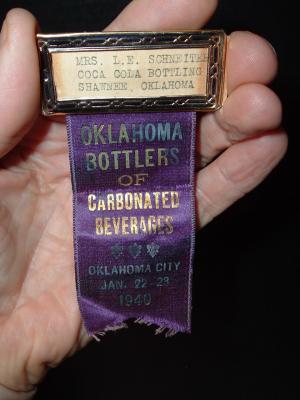 MRS. L.E. SCHNEITER
COCA COLA BOTTLING
SHAWNEE, OKLAHOMA
OKLAHOMA
BOTTLERS
OF
CARBONATED
BEVERAGES
OKLAHOMA CITY
JAN. 22-23
1940